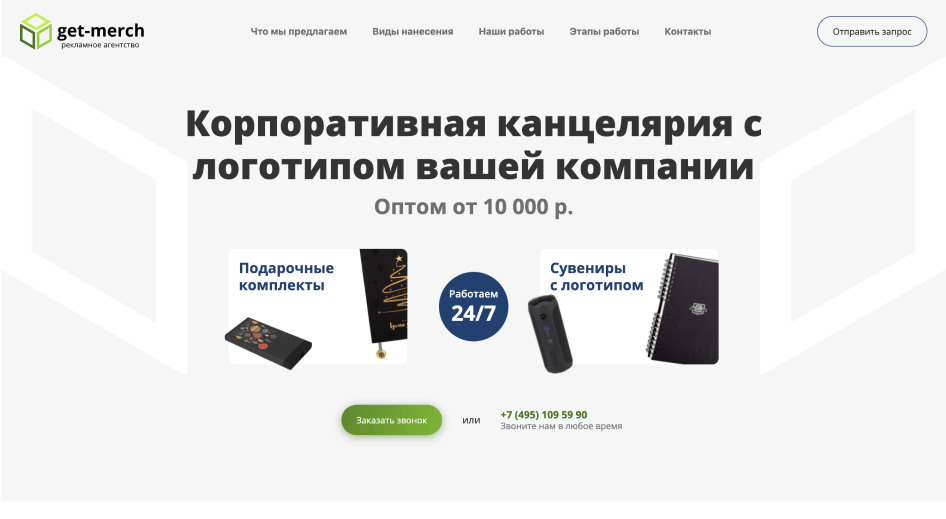 get-merch
рекламное агентство
Что мы предлагаем
Виды нанесения
Наши работы
Этапы работы
Контакты
Отправить запрос
Корпоративная канцелярия с
логотипом вашей компании
Оптом от 10 000 р.
Подарочные
комплекты
Работаем
24/7
Сувениры
с логотипом
Заказать звонок
или
+7 (495) 109 59 90
Звоните нам в любое время